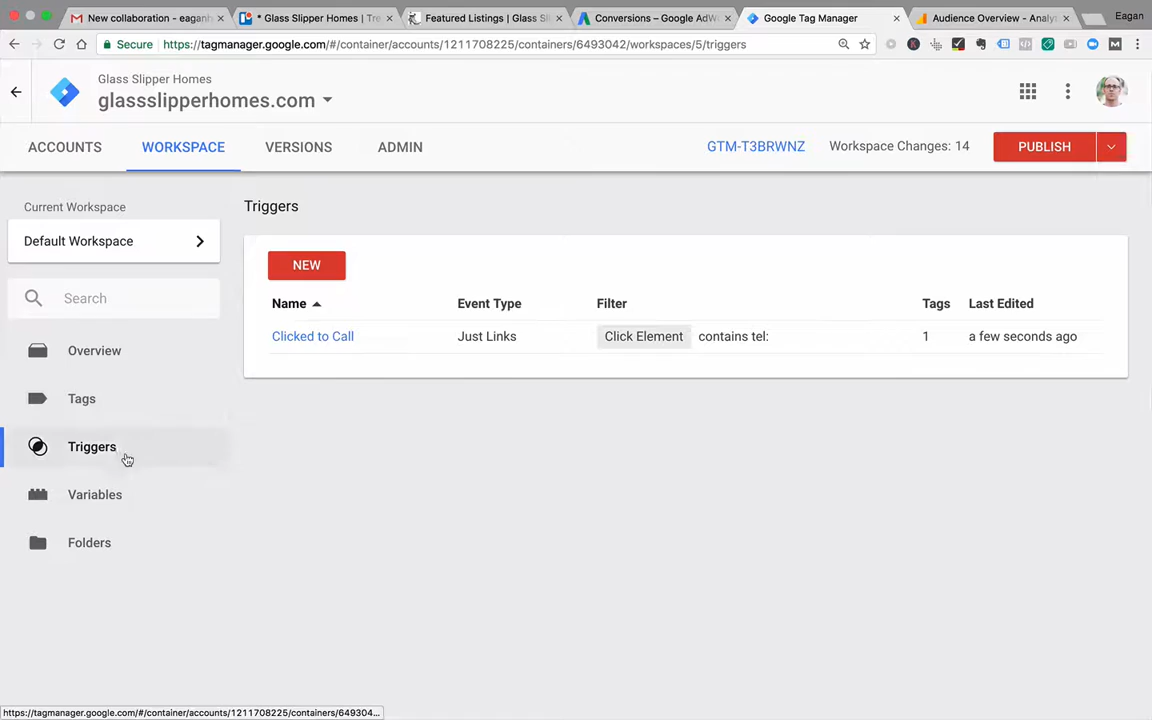 New collaboration - eaganh
* Glass Slipper Homes | Tre
Featured Listings | Glass Sli
Conversions – Google AdW
Google Tag Manager
Audience Overview - Analyt
Eagan
Secure
https://tagmanager.google.com/#/container/accounts/1211708225/containers/6493042/workspaces/5/triggers
Glass Slipper Homes
glassslipperhomes.com
ACCOUNTS
WORKSPACE
VERSIONS
ADMIN
GTM-T3BRWNZ
Workspace Changes: 14
PUBLISH
Current Workspace
Default Workspace
Search
Overview
Tags
Triggers
Variables
Folders
Triggers
NEW
Name
Event Type
Filter
Tags
Last Edited
Clicked to Call
Just Links
Click Element contains tel:
1
a few seconds ago
https://tagmanager.google.com/#/container/accounts/1211708225/containers/649304...